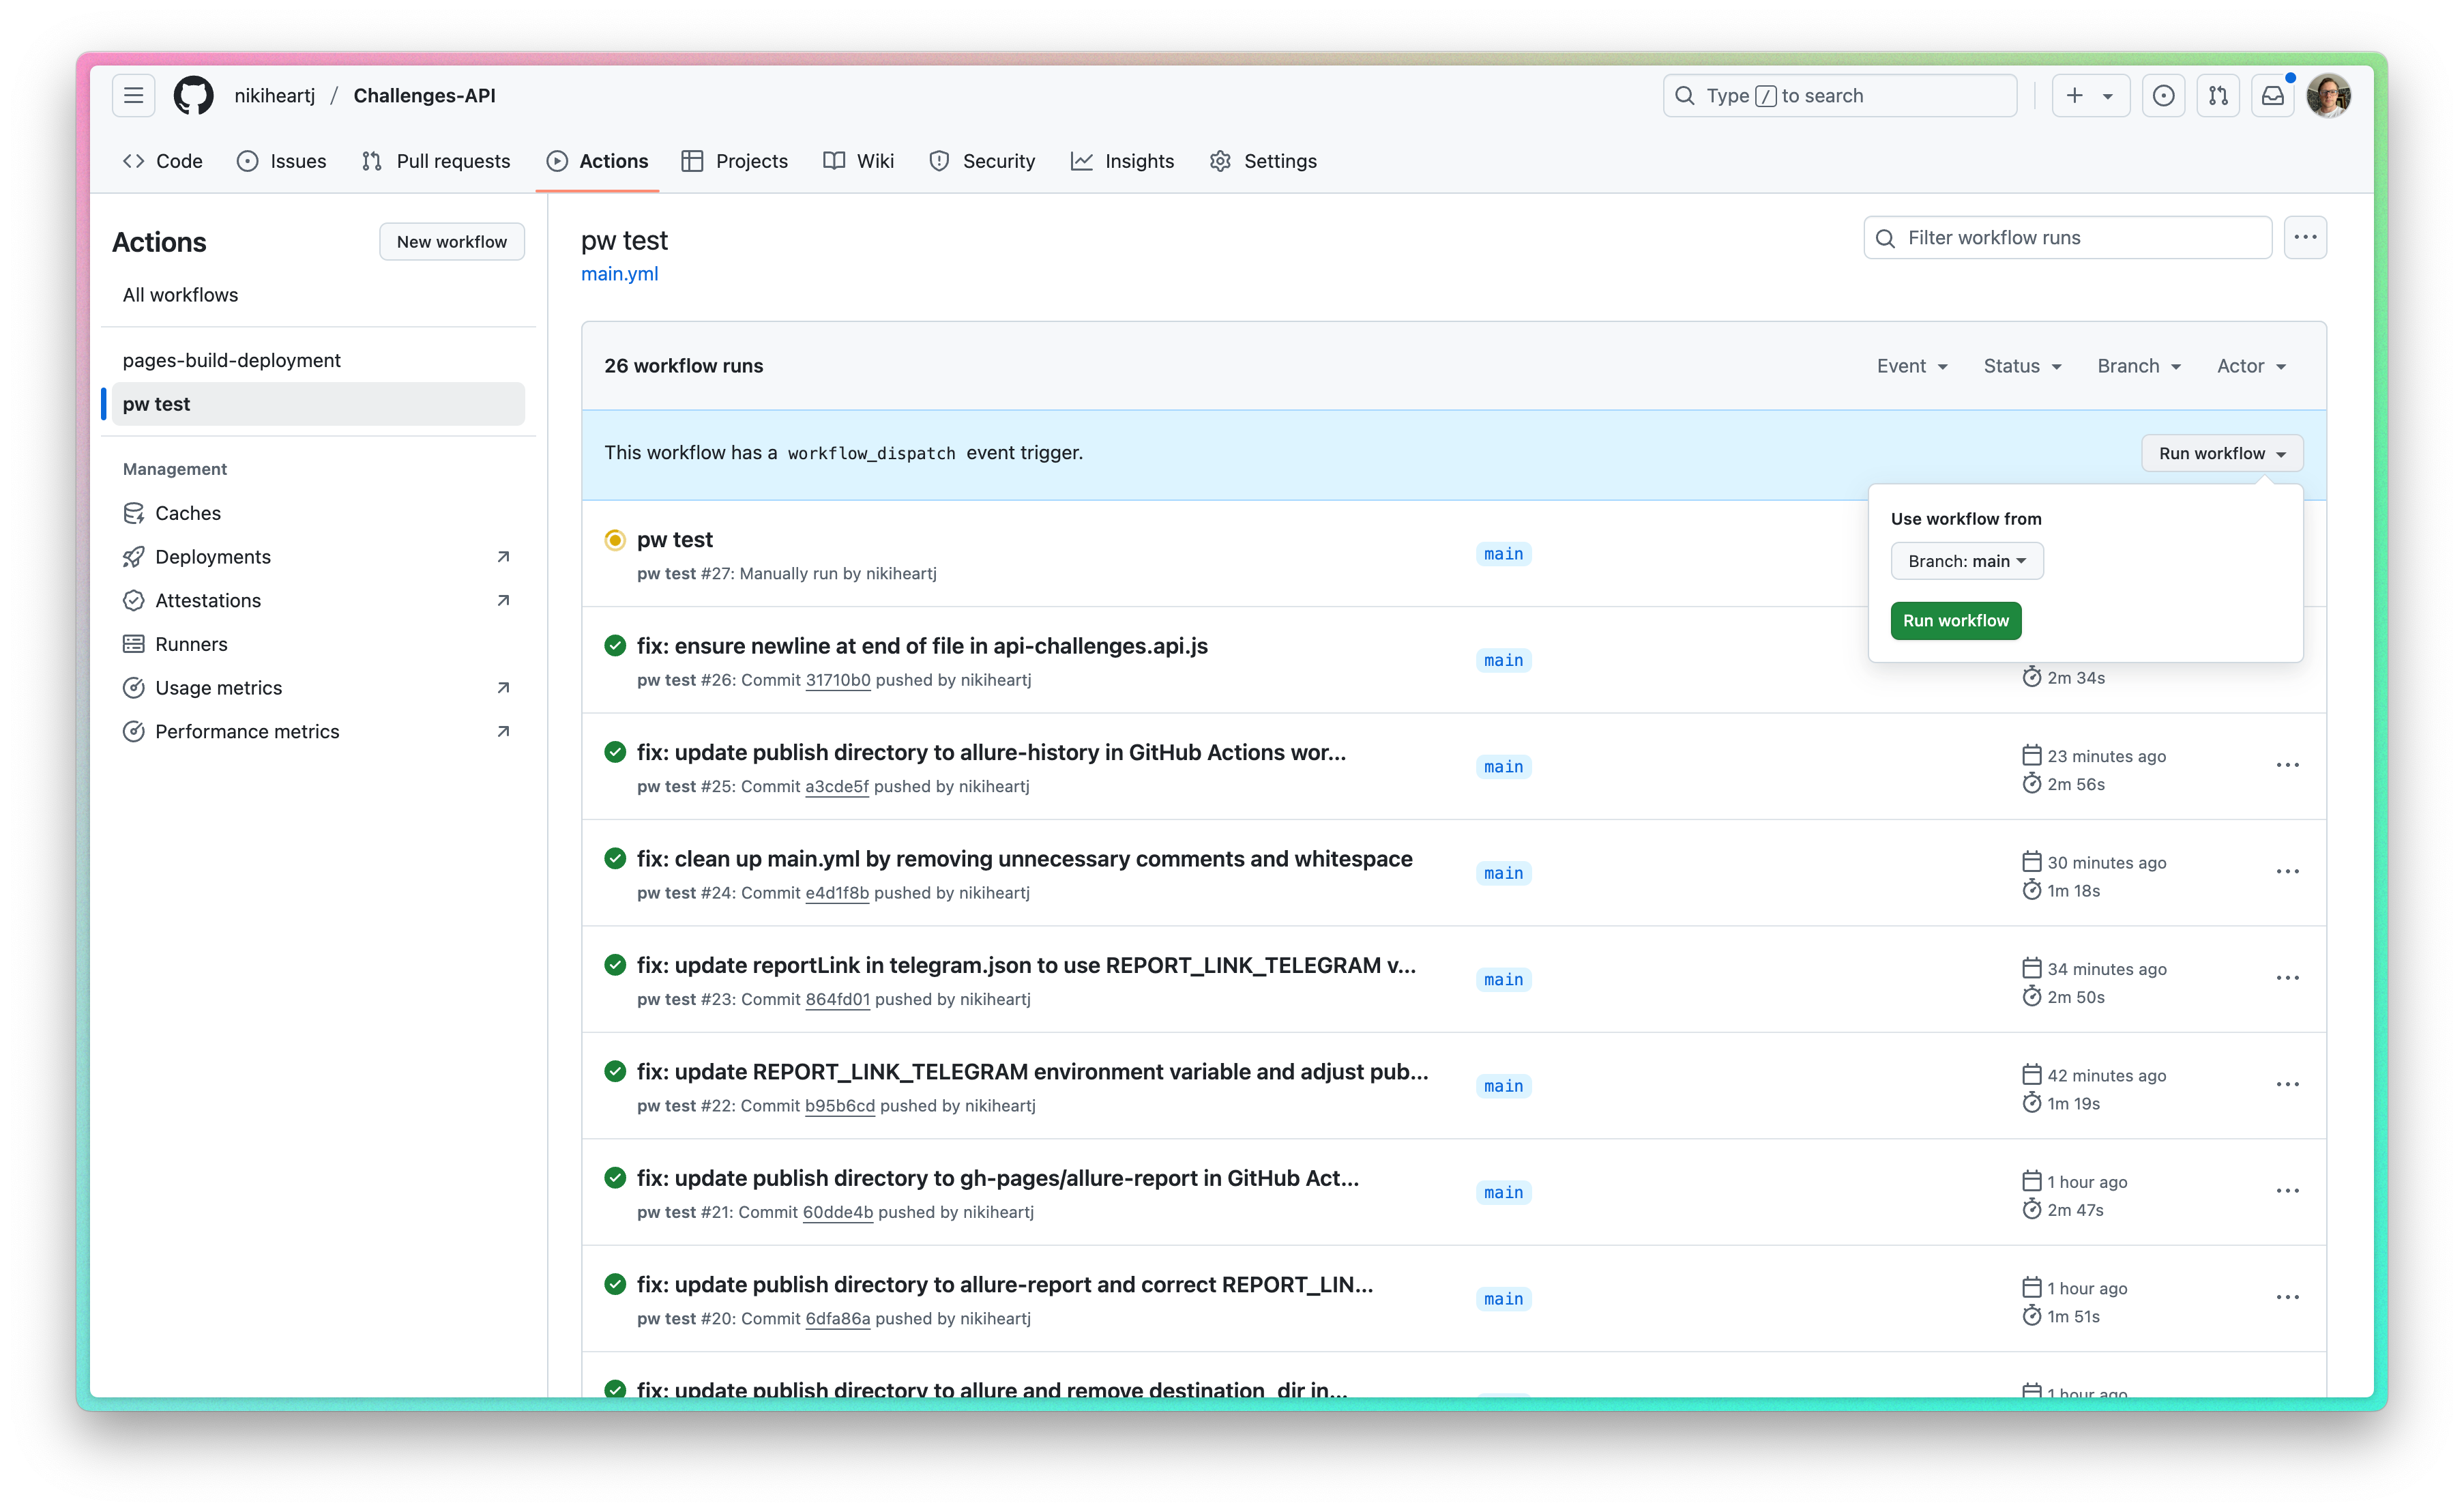 nikiheartj / Challenges-API
Type / to search
Code
Issues
Pull requests
Actions
Projects
Wiki
Security
Insights
Settings
Actions
New workflow
All workflows
pages-build-deployment
pw test
Management
Caches
Deployments
Attestations
Runners
Usage metrics
Performance metrics
pw test
main.yml
Filter workflow runs
26 workflow runs
Event
Status
Branch
Actor
This workflow has a workflow_dispatch event trigger.
Run workflow
Use workflow from
Branch: main
Run workflow
pw test
pw test #27: Manually run by nikiheartj
main
fix: ensure newline at end of file in api-challenges.api.js
pw test #26: Commit 31710b0 pushed by nikiheartj
main
2m 34s
fix: update publish directory to allure-history in GitHub Actions wor...
pw test #25: Commit a3cde5f pushed by nikiheartj
main
23 minutes ago
2m 56s
fix: clean up main.yml by removing unnecessary comments and whitespace
pw test #24: Commit e4d1f8b pushed by nikiheartj
main
30 minutes ago
1m 18s
fix: update reportLink in telegram.json to use REPORT_LINK_TELEGRAM v...
pw test #23: Commit 864fd01 pushed by nikiheartj
main
34 minutes ago
2m 50s
fix: update REPORT_LINK_TELEGRAM environment variable and adjust pub...
pw test #22: Commit b95b6cd pushed by nikiheartj
main
42 minutes ago
1m 19s
fix: update publish directory to gh-pages/allure-report in GitHub Act...
pw test #21: Commit 60dde4b pushed by nikiheartj
main
1 hour ago
2m 47s
fix: update publish directory to allure-report and correct REPORT_LIN...
pw test #20: Commit 6dfa86a pushed by nikiheartj
main
1 hour ago
1m 51s
fix: update publish directory to allure and remove destination_dir in...
1 hour ago